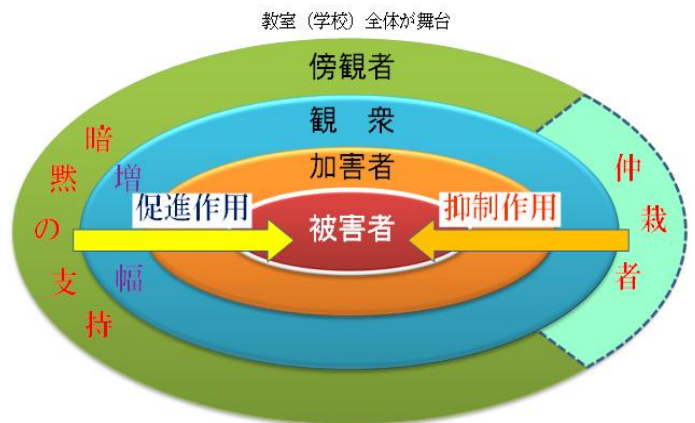 教室（学校）全体が舞台
傍観者
観 衆
加害者
被害者
暗黙の支持
増幅
促進作用
抑制作用
仲裁者